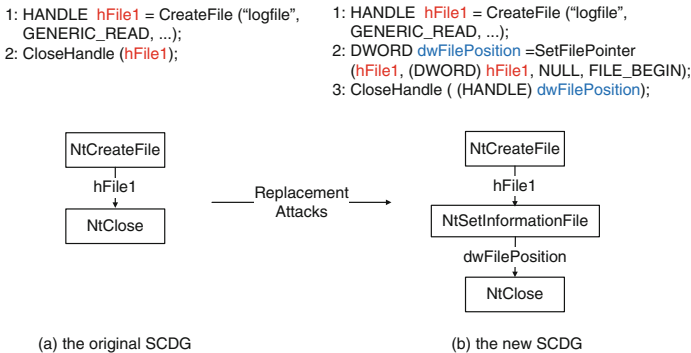 1: HANDLE hFile1 = CreateFile (“logfile”,
GENERIC_READ, ...);
2: CloseHandle (hFile1);
1: HANDLE hFile1 = CreateFile (“logfile”,
GENERIC_READ, ...);
2: DWORD dwFilePosition =SetFilePointer
(hFile1, (DWORD) hFile1, NULL, FILE_BEGIN);
3: CloseHandle ( (HANDLE) dwFilePosition);
NtCreateFile
hFile1
NtClose
Replacement
Attacks
NtCreateFile
hFile1
NtSetInformationFile
dwFilePosition
NtClose
(a) the original SCDG
(b) the new SCDG